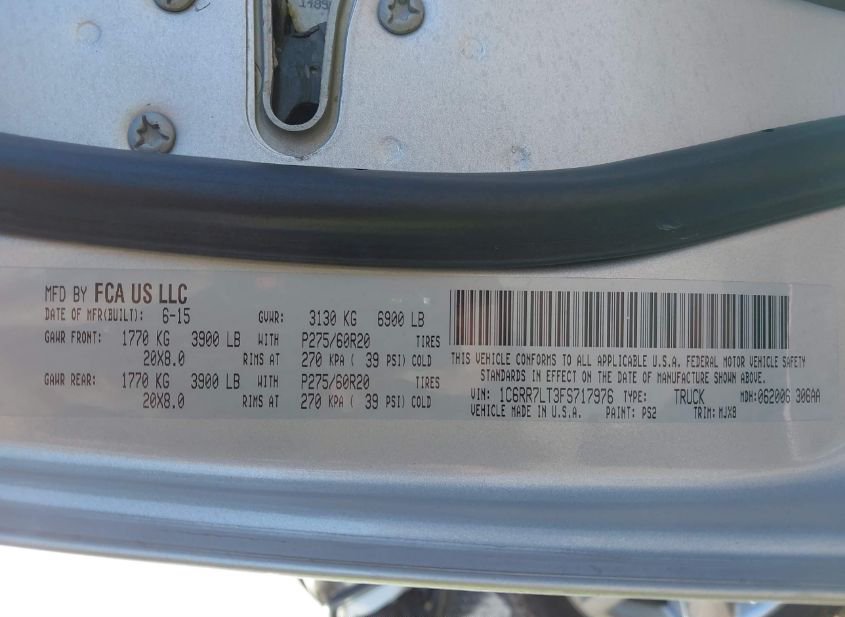 MFD BY FCA US LLC
DATE OF MFR(BUILT): 6-15 GVWR: 3130 KG 6900 LB
GAWR FRONT: 1770 KG 3900 LB WITH P275/60R20 TIRES
20X8.0 RIMS AT 270 KPA ( 39 PSI) COLD
GAWR REAR: 1770 KG 3900 LB WITH P275/60R20 TIRES
20X8.0 RIMS AT 270 KPA ( 39 PSI) COLD
THIS VEHICLE CONFORMS TO ALL APPLICABLE U.S.A. FEDERAL MOTOR VEHICLE SAFETY
STANDARDS IN EFFECT ON THE DATE OF MANUFACTURE SHOWN ABOVE.
VIN: 1C6RR7LT3FS717976 TYPE: TRUCK MDH:062006 306AA
VEHICLE MADE IN U.S.A. PAINT: PS2 TRIM: MJX9